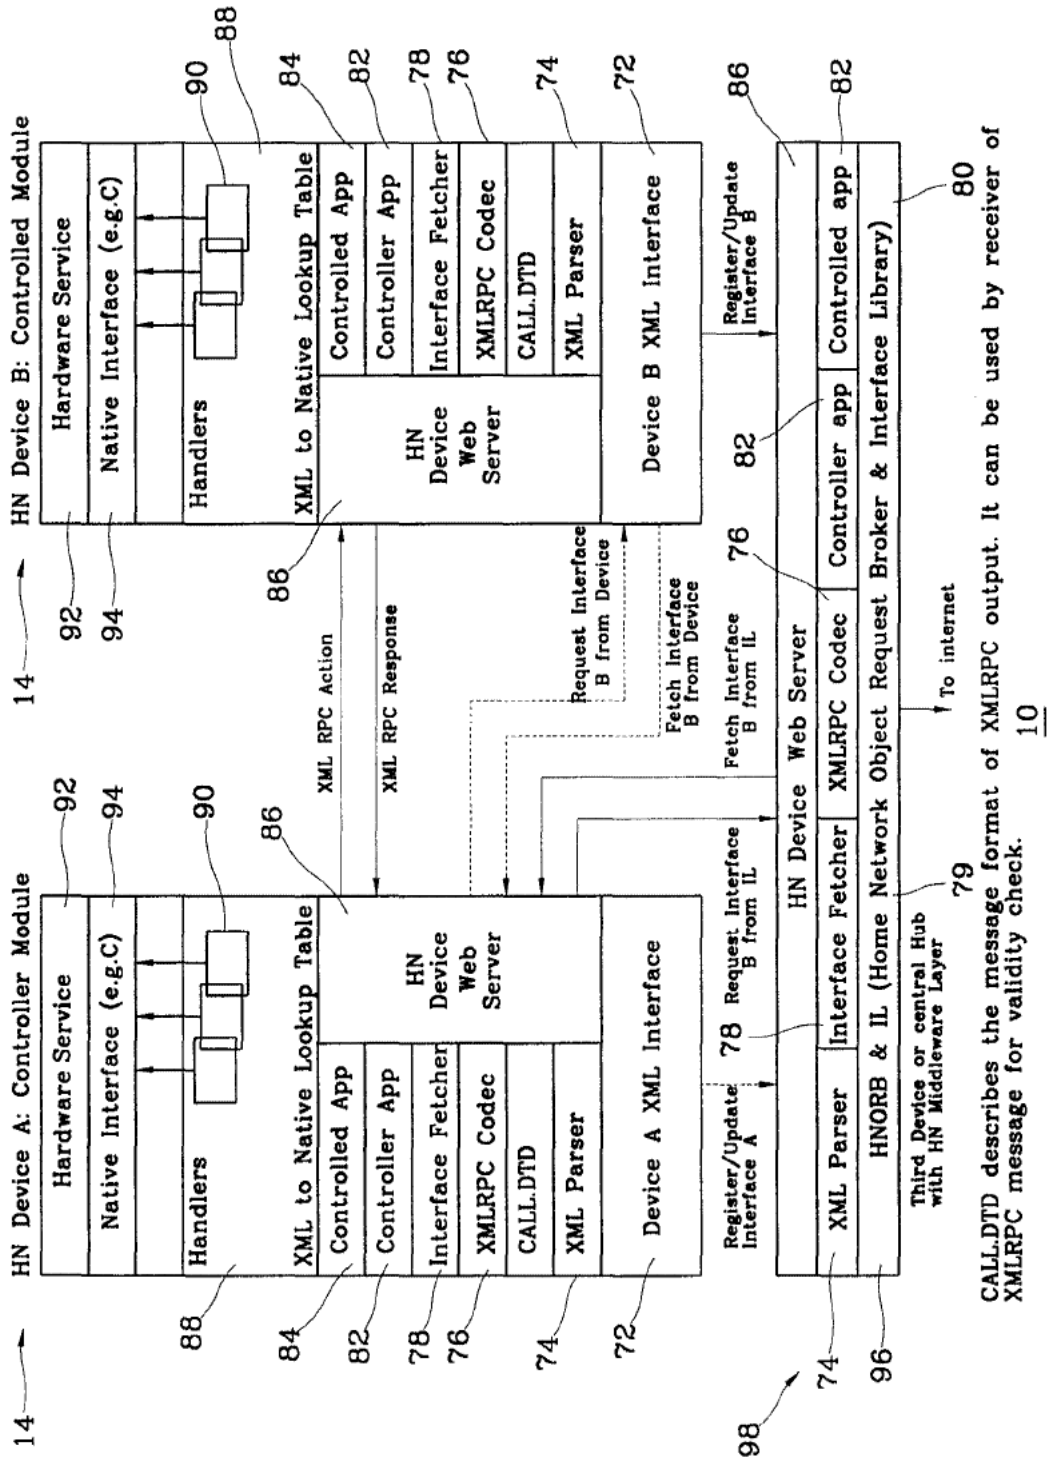 HN Device A: Controller Module
HN Device B: Controlled Module
14
14
Hardware Service
92
Native Interface (e.g.C)
94
Handlers
90
88
XML to Native Lookup Table
Controlled App
84
Controller App
82
Interface Fetcher
78
XMLRPC Codec
76
CALL.DTD
XML Parser
74
HN
Device
Web
Server
86
Device A XML Interface
72
Hardware Service
92
Native Interface (e.g.C)
94
Handlers
90
88
XML to Native Lookup Table
HN
Device
Web
Server
86
Controlled App
84
Controller App
82
Interface Fetcher
78
XMLRPC Codec
76
CALL.DTD
XML Parser
74
Device B XML Interface
72
XML RPC Action
XML RPC Response
Request Interface
B from Device
Fetch Interface
B from Device
Register/Update
Interface A
Request Interface
B from IL
Fetch Interface
B from IL
Register/Update
Interface B
98
HN Device Web Server
86
XML Parser
74
Interface Fetcher
78
XMLRPC Codec
76
Controller app
82
Controlled app
82
HNORB & IL (Home Network Object Request Broker & Interface Library)
96
79
80
Third Device or central Hub
with HN Middleware Layer
To internet
CALL.DTD describes the message format of XMLRPC output. It can be used by receiver of
XMLRPC message for validity check.
10